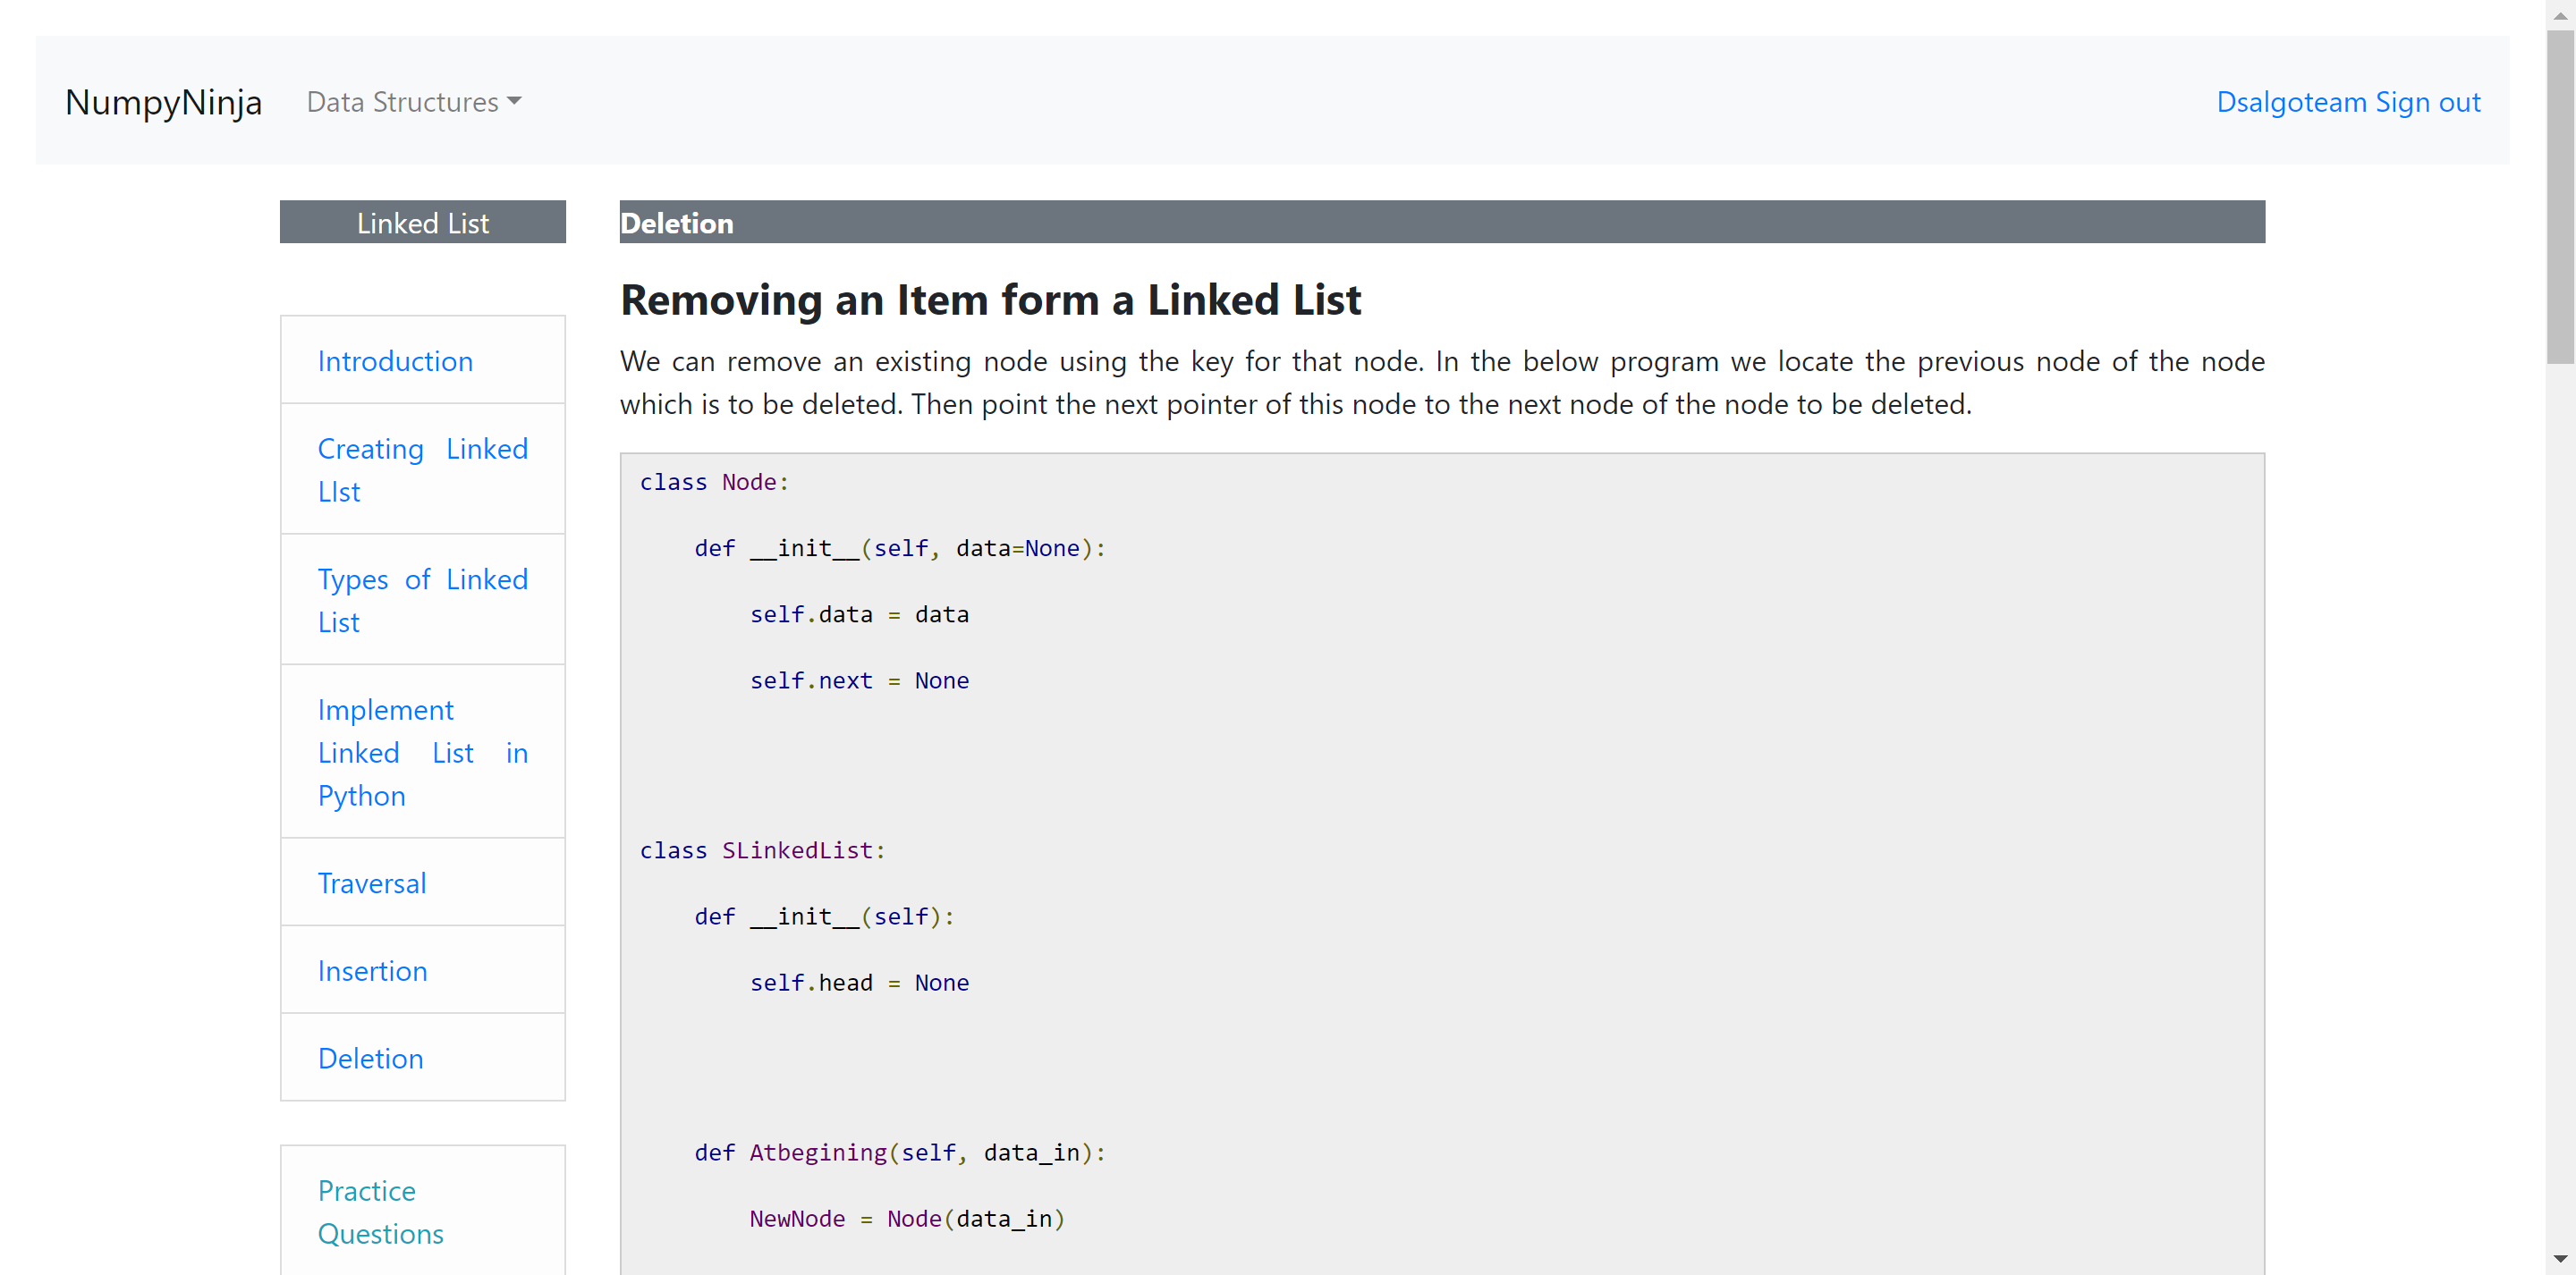 NumpyNinja Data Structures Dsalgoteam Sign out
Linked List
Introduction
Creating Linked
LIst
Types of Linked
List
Implement
Linked List in
Python
Traversal
Insertion
Deletion
Practice
Questions
Deletion
Removing an Item form a Linked List
We can remove an existing node using the key for that node. In the below program we locate the previous node of the node
which is to be deleted. Then point the next pointer of this node to the next node of the node to be deleted.
class Node:
    def __init__(self, data=None):
        self.data = data
        self.next = None
class SLinkedList:
    def __init__(self):
        self.head = None
    def Atbegining(self, data_in):
        NewNode = Node(data_in)